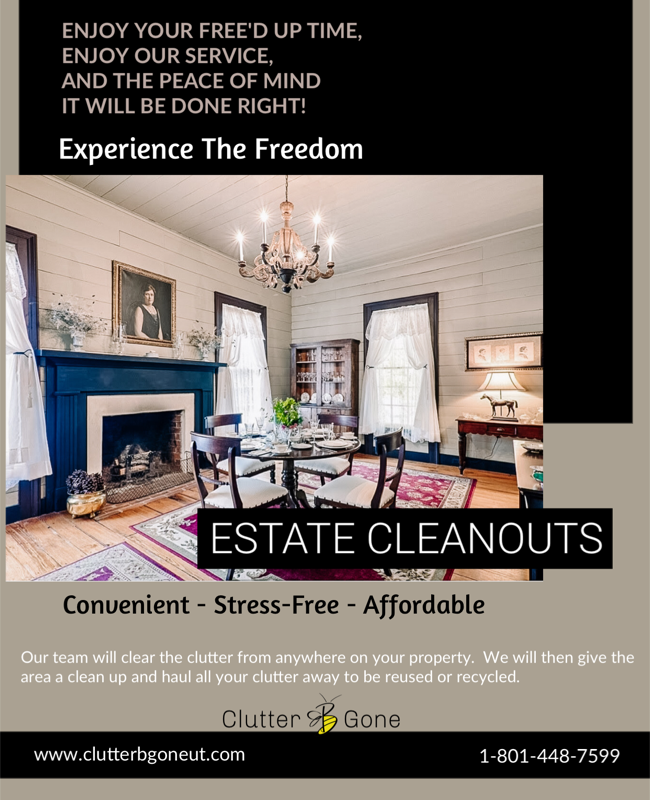 ENJOY YOUR FREE'D UP TIME,
ENJOY OUR SERVICE,
AND THE PEACE OF MIND
IT WILL BE DONE RIGHT!
Experience The Freedom
ESTATE CLEANOUTS
Convenient - Stress-Free - Affordable
Our team will clear the clutter from anywhere on your property.  We will then give the
area a clean up and haul all your clutter away to be reused or recycled.
Clutter B Gone
www.clutterbgoneut.com
1-801-448-7599